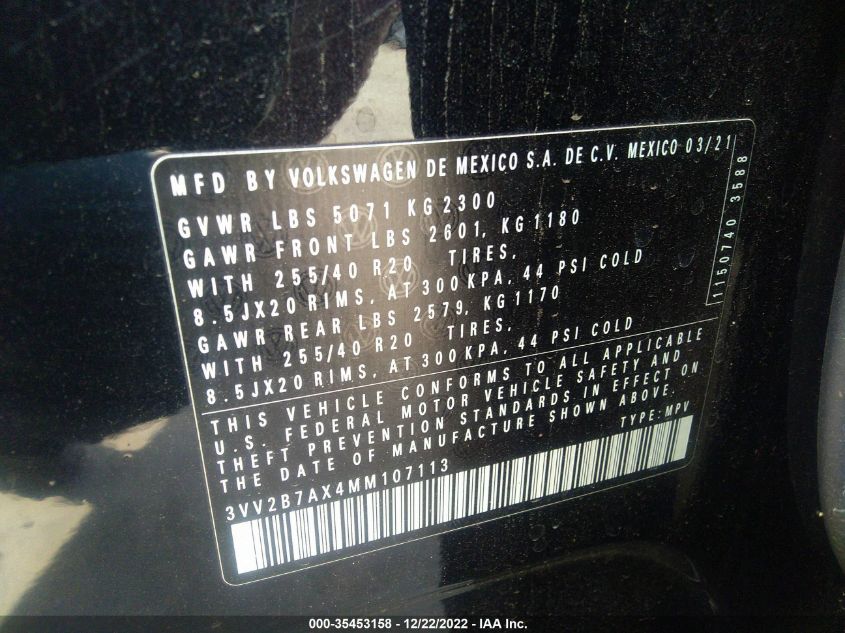 MFD BY VOLKSWAGEN DE MEXICO S.A. DE C.V. MEXICO 03/21
GVWR LBS 5071 KG 2300
GAWR FRONT LBS 2601, KG 1180
WITH 255/40 R20 TIRES,
8.5JX20 RIMS, AT 300 KPA, 44 PSI COLD
GAWR REAR LBS 2579, KG 1170
WITH 255/40 R20 TIRES,
8.5JX20 RIMS, AT 300 KPA, 44 PSI COLD
1150740 3588
THIS VEHICLE CONFORMS TO ALL APPLICABLE
U.S. FEDERAL MOTOR VEHICLE SAFETY AND
THEFT PREVENTION STANDARDS IN EFFECT ON
THE DATE OF MANUFACTURE SHOWN ABOVE.
TYPE: MPV
3VV2B7AX4MM107113
000-35453158 - 12/22/2022 - IAA Inc.